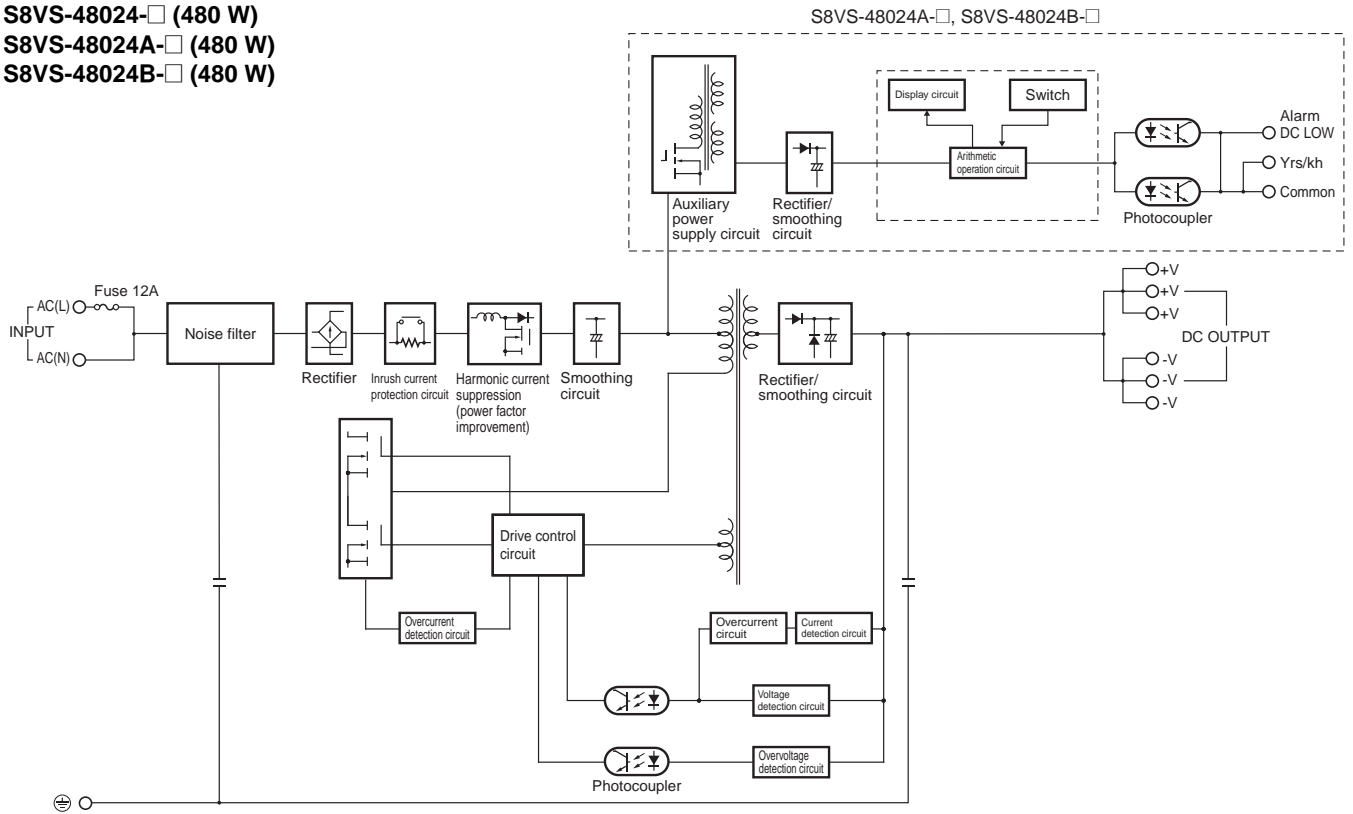 S8VS-48024-□ (480 W)
S8VS-48024A-□ (480 W)
S8VS-48024B-□ (480 W)
S8VS-48024A-□, S8VS-48024B-□
Display circuit
Switch
Arithmetic
operation circuit
Alarm
DC LOW
Yrs/kh
Common
Photocoupler
Auxiliary
power
supply circuit
Rectifier/
smoothing
circuit
INPUT
AC(L)
Fuse 12A
AC(N)
Noise filter
Rectifier
Inrush current
protection circuit
Harmonic current
suppression
(power factor
improvement)
Smoothing
circuit
Rectifier/
smoothing circuit
+V
+V
+V
DC OUTPUT
-V
-V
-V
Drive control
circuit
Overcurrent
detection circuit
Overcurrent
circuit
Current
detection circuit
Voltage
detection circuit
Overvoltage
detection circuit
Photocoupler